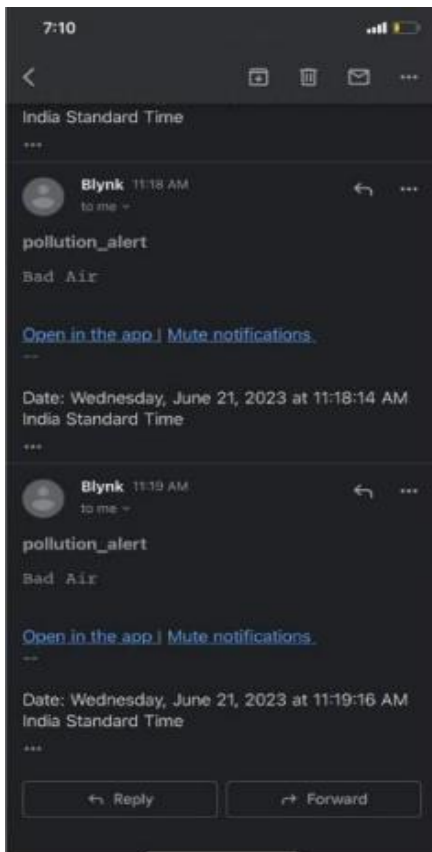 7:10
India Standard Time
Blynk 11:18 AM
to me
pollution_alert
Bad Air
Open in the app | Mute notifications
--
Date: Wednesday, June 21, 2023 at 11:18:14 AM
India Standard Time
Blynk 11:19 AM
to me
pollution_alert
Bad Air
Open in the app | Mute notifications
--
Date: Wednesday, June 21, 2023 at 11:19:16 AM
India Standard Time
Reply Forward